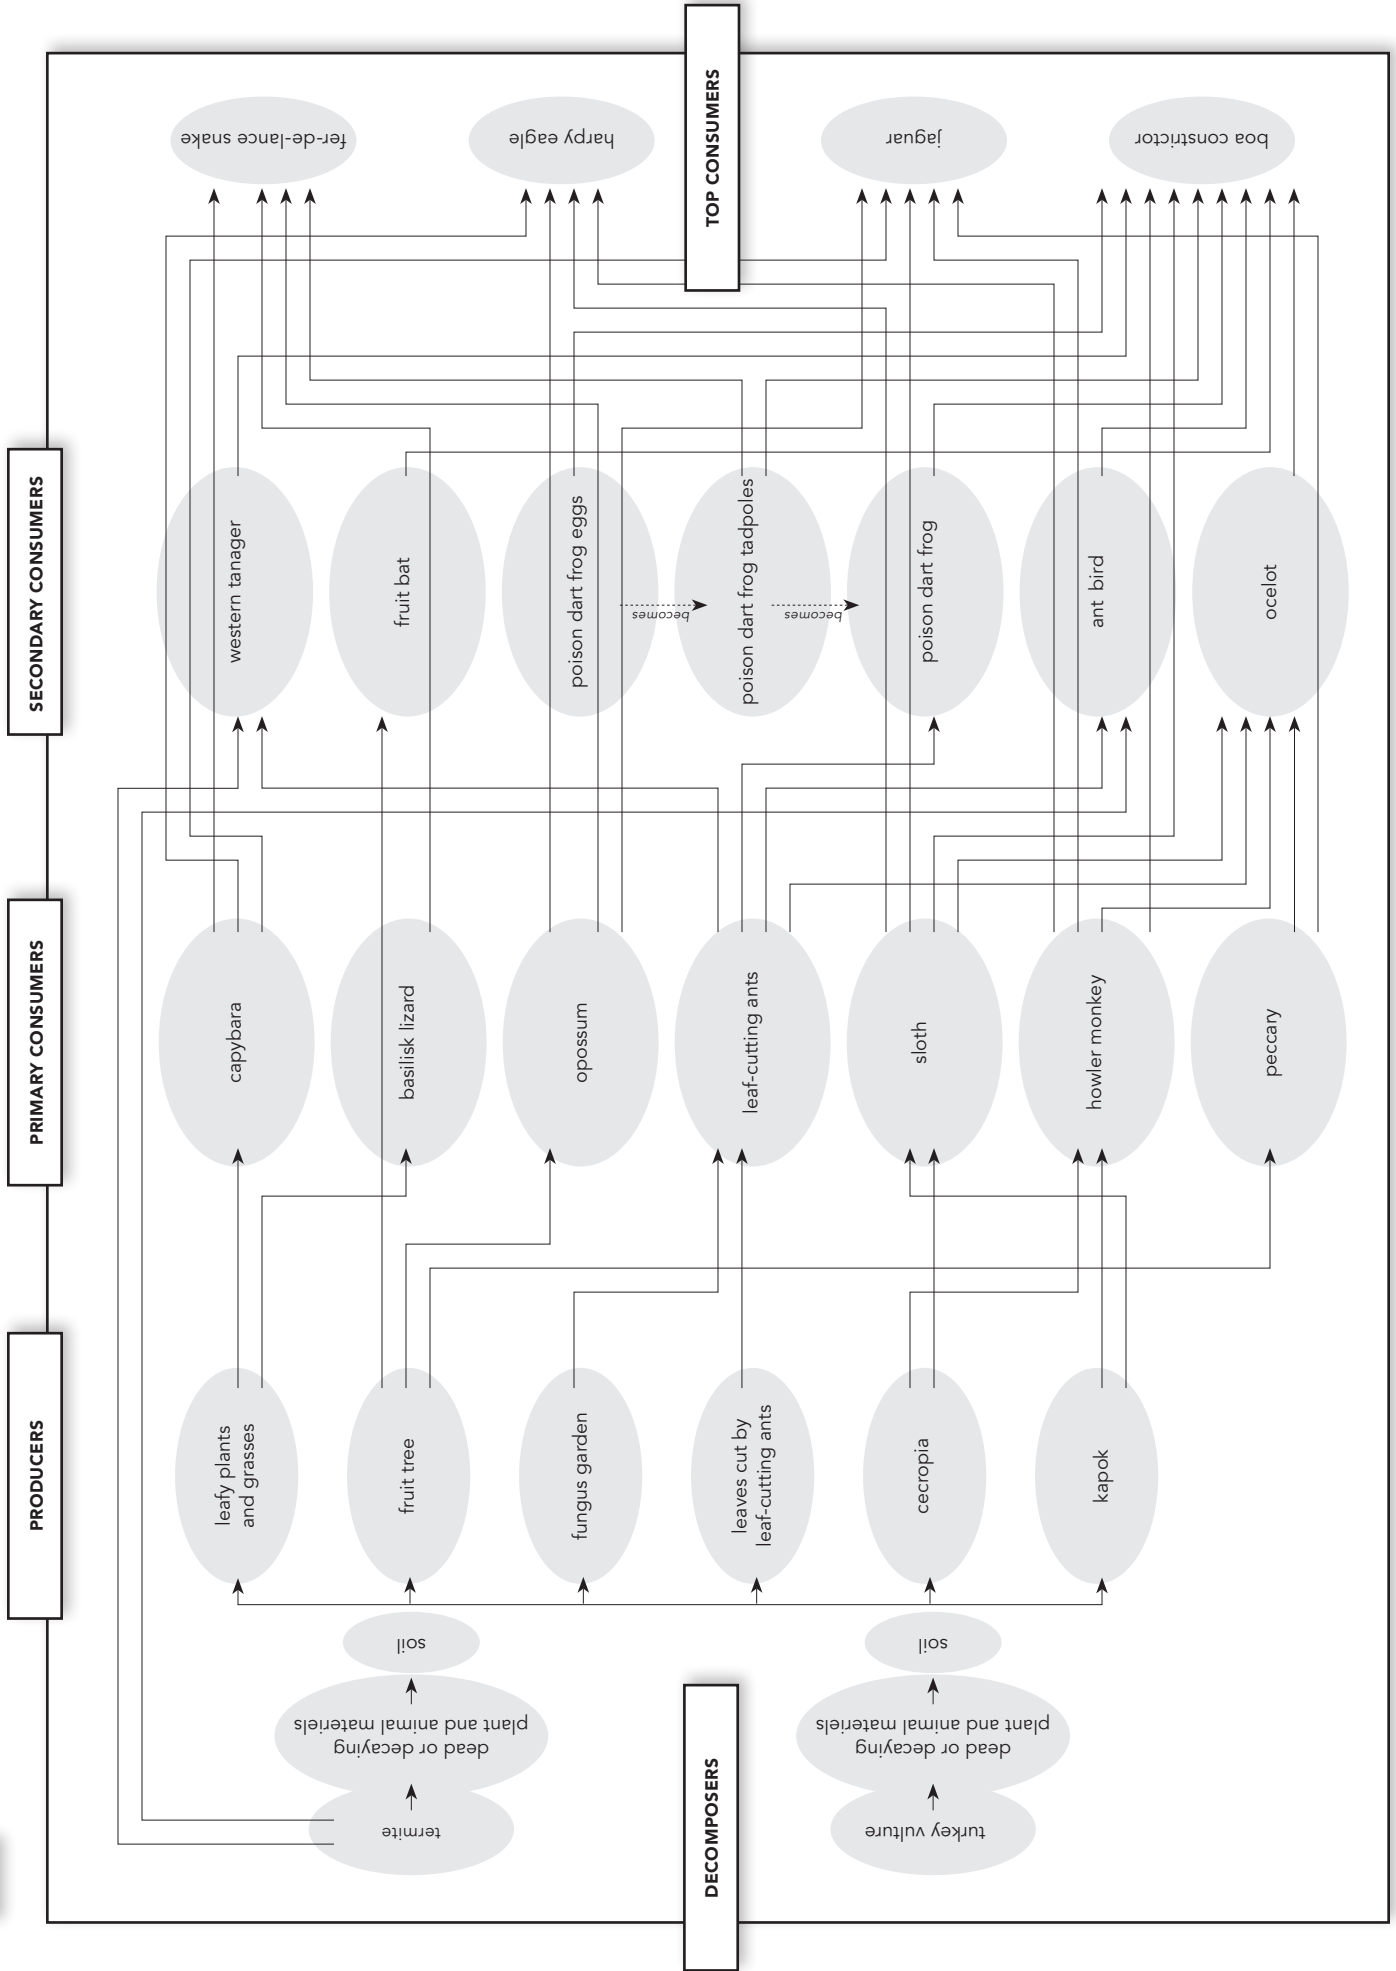 TOP CONSUMERS
fer-de-lance snake
harpy eagle
jaguar
boa constrictor
SECONDARY CONSUMERS
western tanager
fruit bat
poison dart frog eggs
becomes
poison dart frog tadpoles
becomes
poison dart frog
ant bird
ocelot
PRIMARY CONSUMERS
capybara
basilisk lizard
opossum
leaf-cutting ants
sloth
howler monkey
peccary
PRODUCERS
leafy plants
and grasses
fruit tree
fungus garden
leaves cut by
leaf-cutting ants
cecropia
kapok
soil
soil
dead or decaying
plant and animal materiels
dead or decaying
plant and animal materiels
termite
turkey vulture
DECOMPOSERS